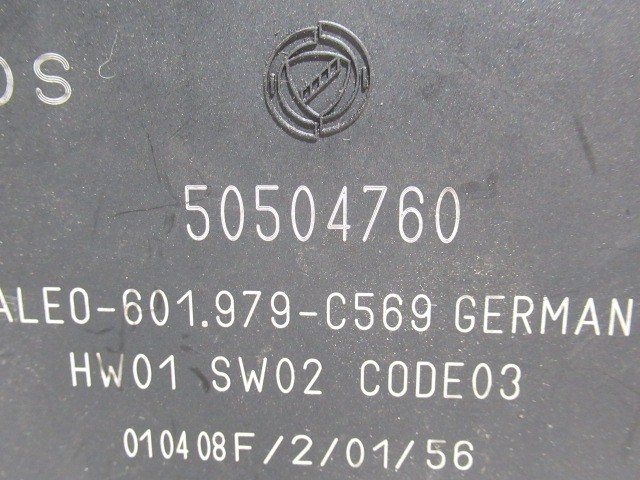 OS
50504760
ALEO-601.979-C569 GERMAN
HW01 SW02 CODE03
010408F/2/01/56